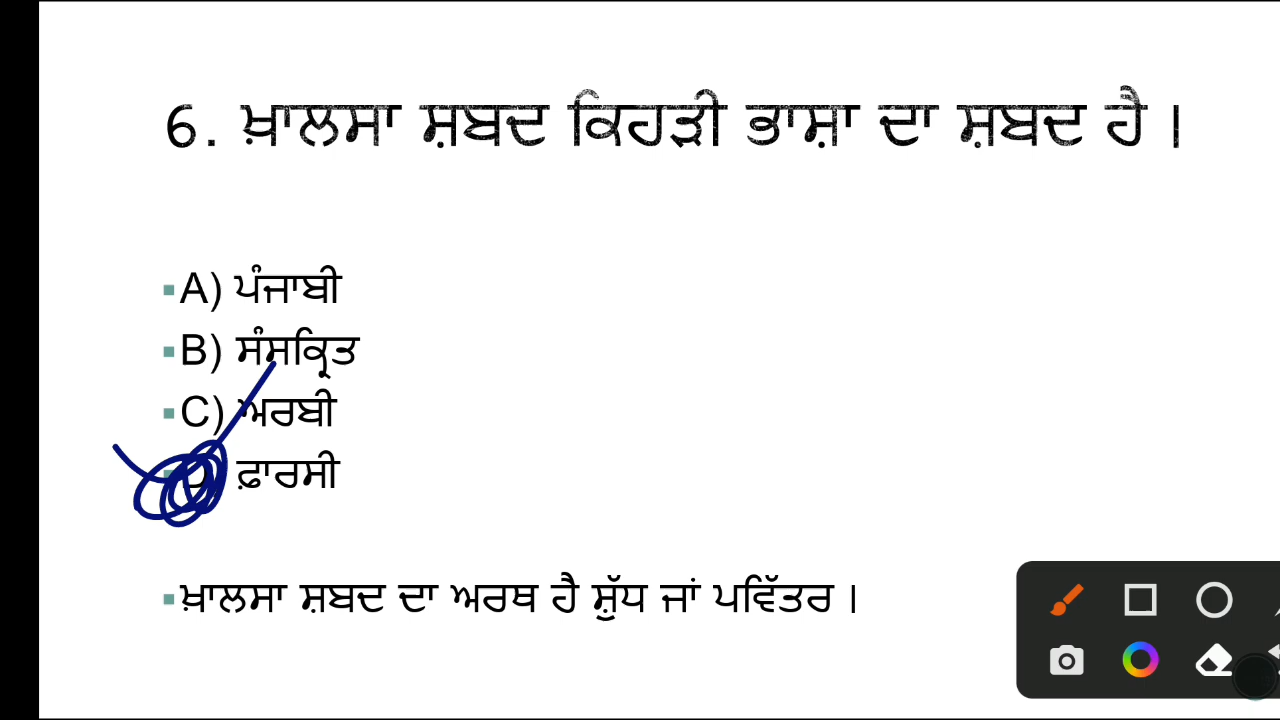 6. ਖ਼ਾਲਸਾ ਸ਼ਬਦ ਕਿਹੜੀ ਭਾਸ਼ਾ ਦਾ ਸ਼ਬਦ ਹੈ।
A) ਪੰਜਾਬੀ
B) ਸੰਸਕ੍ਰਿਤ
C) ਅਰਬੀ
D) ਫ਼ਾਰਸੀ
ਖ਼ਾਲਸਾ ਸ਼ਬਦ ਦਾ ਅਰਥ ਹੈ ਸ਼ੁੱਧ ਜਾਂ ਪਵਿੱਤਰ।